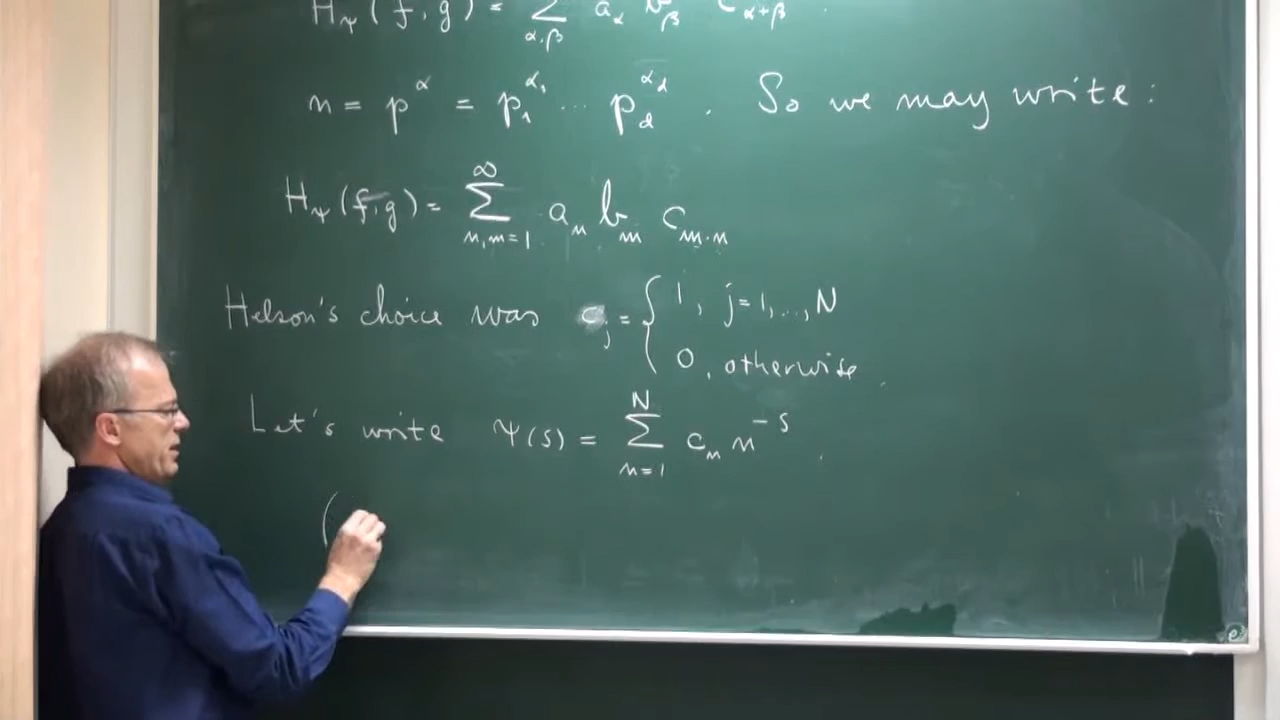 H_ψ(f,g) = Σ_{α,β} a_α b_β c_{α+β}
n = p^α = p_1^{α_1} ... p_d^{α_d} . So we may write:
H_ψ(f,g) = Σ_{n,m=1}^{∞} a_n b_m c_{m·n}
Helson's choice was c_j = { 1, j=1,...,N
0, otherwise.
Let's write Ψ(s) = Σ_{n=1}^{N} c_n n^{-s} .
(